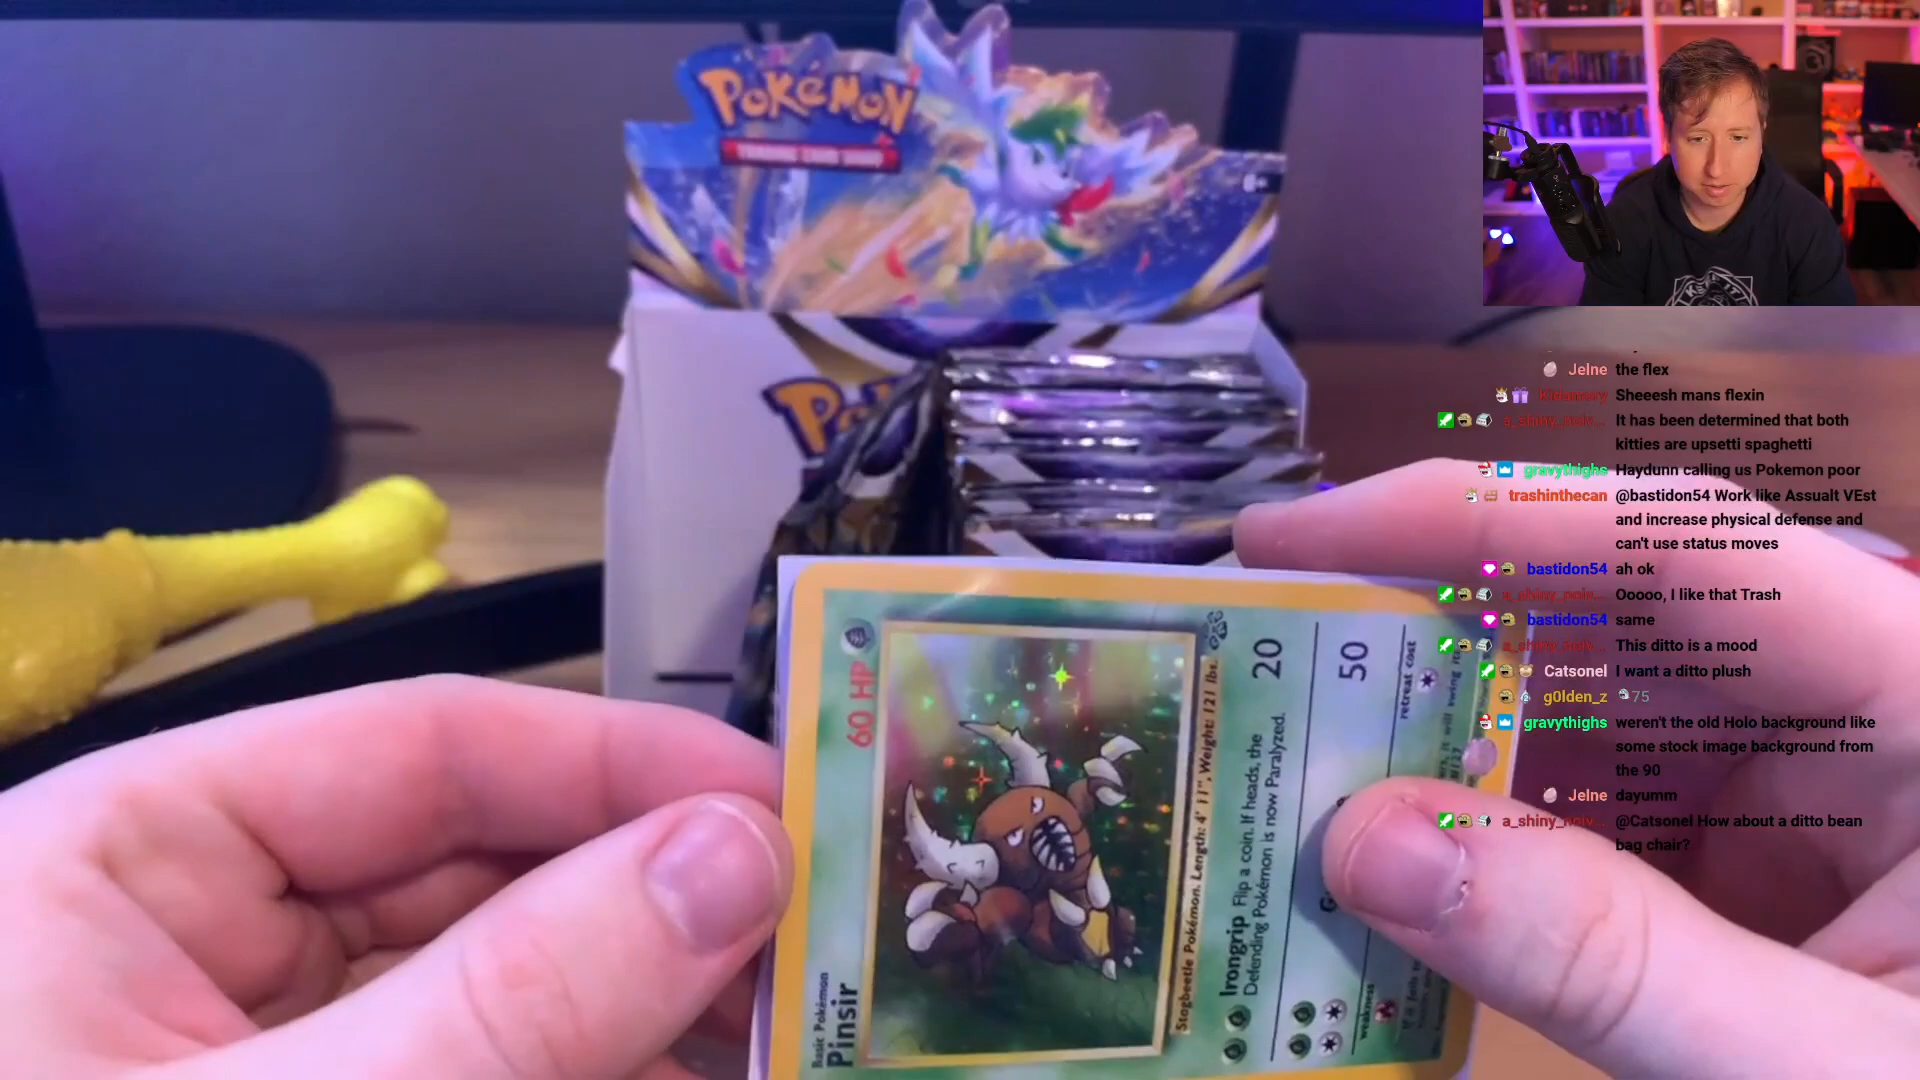 POKéMON
TRADING CARD GAME
6+
Jelne the flex
Sheeesh mans flexin
It has been determined that both
kitties are upsetti spaghetti
gravythighs Haydunn calling us Pokemon poor
trashinthecan @bastidon54 Work like Assualt VEst
and increase physical defense and
can't use status moves
bastidon54 ah ok
Ooooo, I like that Trash
bastidon54 same
This ditto is a mood
Catsonel I want a ditto plush
g0lden_z 75
gravythighs weren't the old Holo background like
some stock image background from
the 90
Jelne dayumm
@Catsonel How about a ditto bean
bag chair?
Basic Pokémon
Pinsir
60 HP
Stagbeetle Pokémon. Length: 4' 11", Weight: 121 lbs.
Irongrip Flip a coin. If heads, the
Defending Pokémon is now Paralyzed.
20
50
weakness
retreat cost